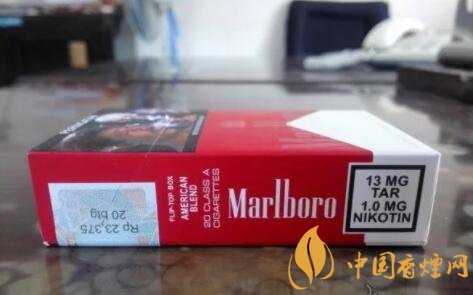 Rp 23,375
20 btg
FLIP-TOP BOX
AMERICAN
BLEND
20 CLASS A
CIGARETTES
Marlboro
13 MG
TAR
1.0 MG
NIKOTIN
中国香烟网